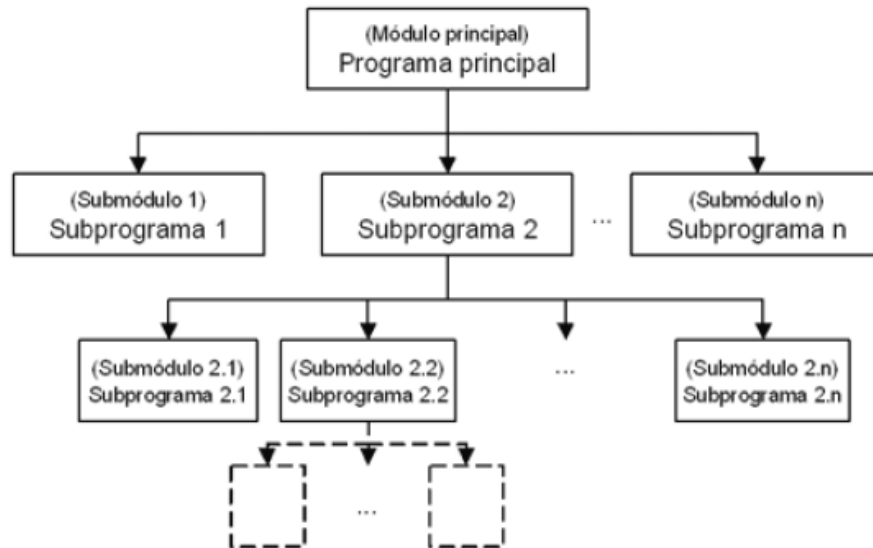 (Módulo principal)
Programa principal
(Submódulo 1)
Subprograma 1
(Submódulo 2)
Subprograma 2
...
(Submódulo n)
Subprograma n
(Submódulo 2.1)
Subprograma 2.1
(Submódulo 2.2)
Subprograma 2.2
...
(Submódulo 2.n)
Subprograma 2.n
...